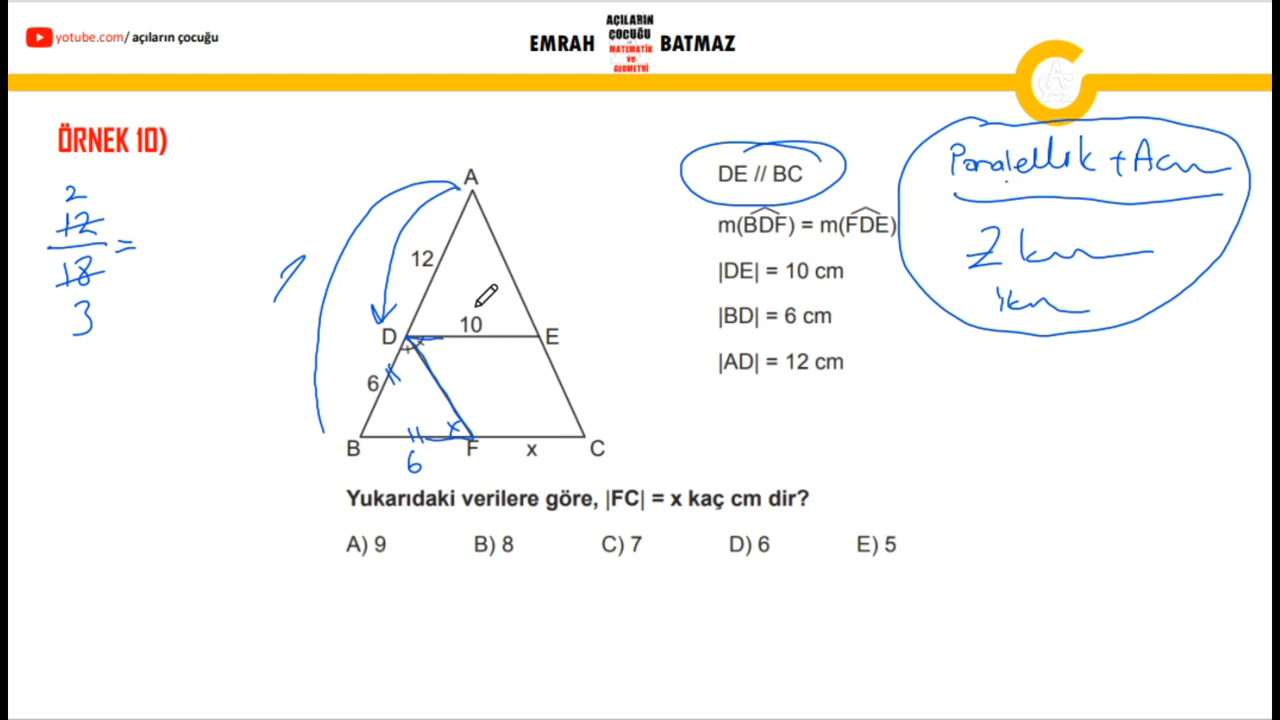 yotube.com/ açıların çocuğu
EMRAH
AÇILARIN
ÇOCUĞU
MATEMATİK
ve
GEOMETRİ
BATMAZ
ÖRNEK 10)
2
12
18
=
3
A
12
D
10
E
6
B
F
x
C
6
x
x
DE // BC
m(BDF) = m(FDE)
|DE| = 10 cm
|BD| = 6 cm
|AD| = 12 cm
Paralellik + Açı
Z
Yukarıdaki verilere göre, |FC| = x kaç cm dir?
A) 9 B) 8 C) 7 D) 6 E) 5